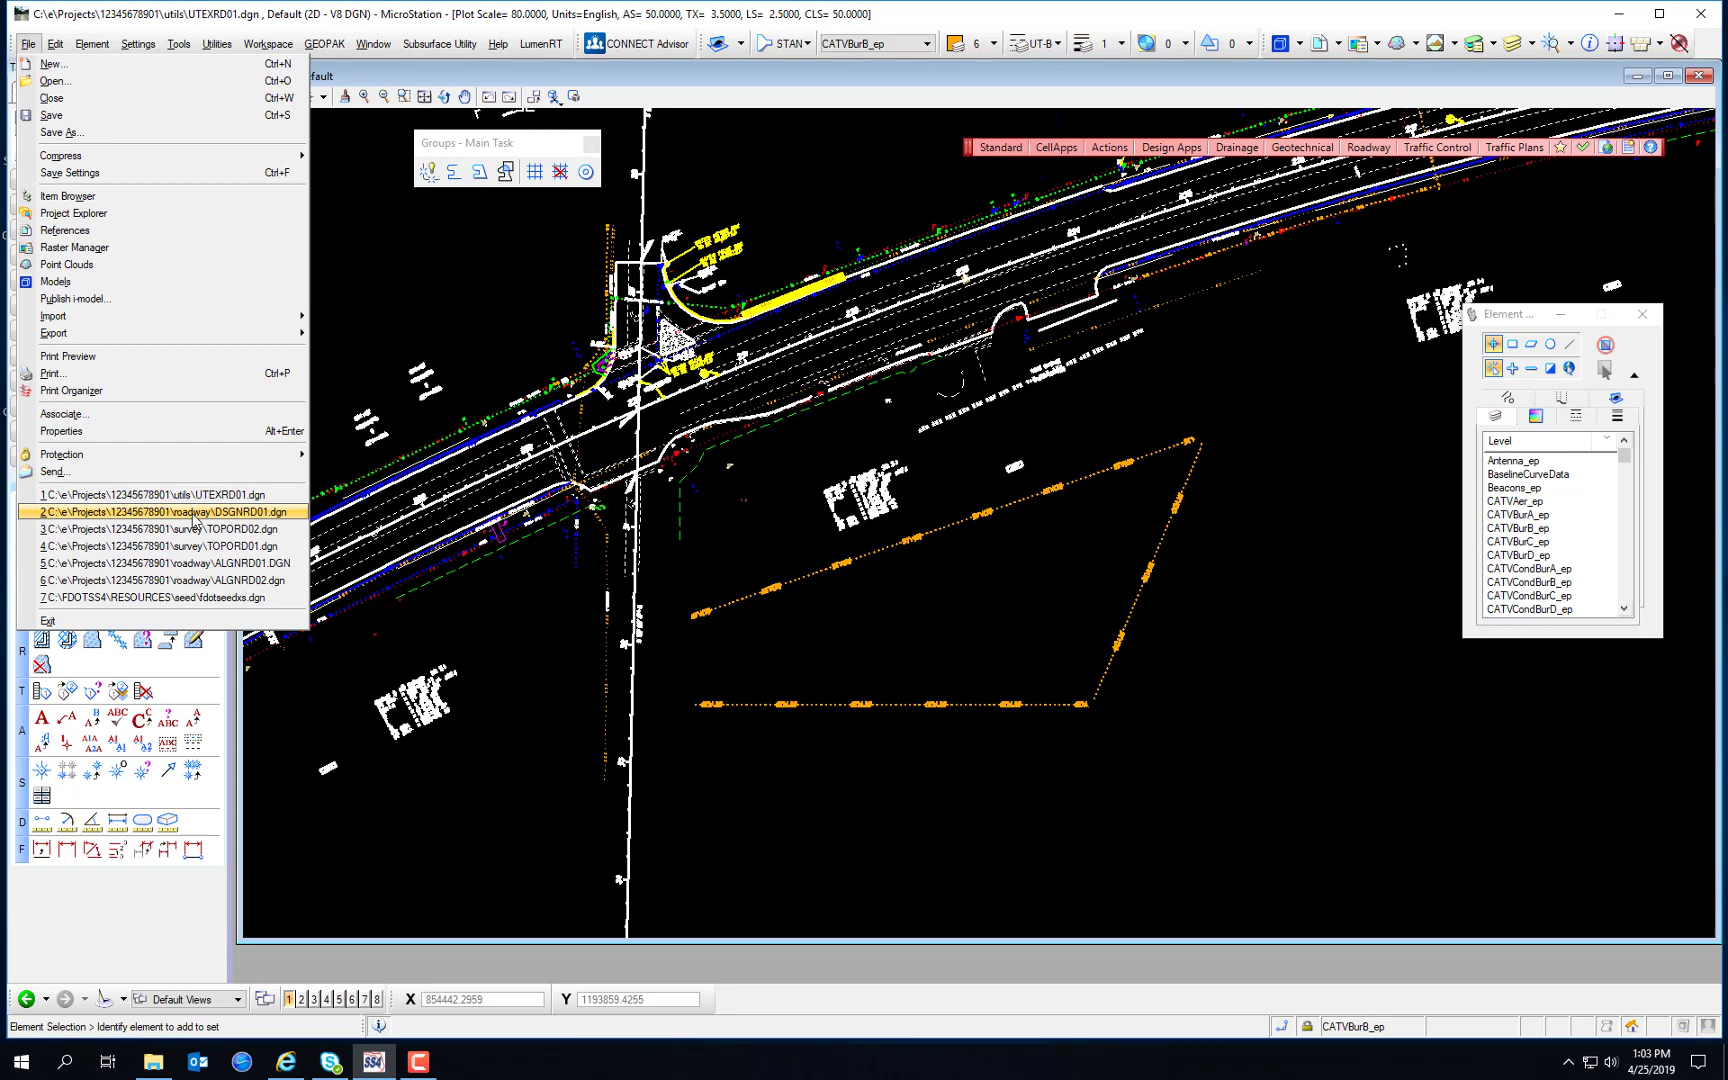 C:\e\Projects\12345678901\utils\UTEXRD01.dgn , Default (2D - V8 DGN) - MicroStation - [Plot Scale= 80.0000, Units=English, AS= 50.0000, TX=  3.5000, LS=  2.5000, CLS= 50.0000]
File Edit Element Settings Tools Utilities Workspace GEOPAK Window Subsurface Utility Help LumenRT CONNECT Advisor STAN CATVBurB_ep 6 UT-B 1 0 0
New... Ctrl+N
Open... Ctrl+O
Close Ctrl+W
Save Ctrl+S
Save As...
Compress
Save Settings Ctrl+F
Item Browser
Project Explorer
References
Raster Manager
Point Clouds
Models
Publish i-model...
Import
Export
Print Preview
Print... Ctrl+P
Print Organizer
Associate...
Properties Alt+Enter
Protection
Send...
1 C:\e\Projects\12345678901\utils\UTEXRD01.dgn
2 C:\e\Projects\12345678901\roadway\DSGNRD01.dgn
3 C:\e\Projects\12345678901\survey\TOPORD02.dgn
4 C:\e\Projects\12345678901\survey\TOPORD01.dgn
5 C:\e\Projects\12345678901\roadway\ALGNRD01.DGN
6 C:\e\Projects\12345678901\roadway\ALGNRD02.dgn
7 C:\FDOTSS4\RESOURCES\seed\fdotseedxs.dgn
Exit
efault
Groups - Main Task
Standard CellApps Actions Design Apps Drainage Geotechnical Roadway Traffic Control Traffic Plans
Element ...
Level
Antenna_ep
BaselineCurveData
Beacons_ep
CATVAer_ep
CATVBurA_ep
CATVBurB_ep
CATVBurC_ep
CATVBurD_ep
CATVCondBurA_ep
CATVCondBurB_ep
CATVCondBurC_ep
CATVCondBurD_ep
R
T
A
S
D
F
Default Views 1 2 3 4 5 6 7 8 X 854442.2959 Y 1193859.4255
Element Selection > Identify element to add to set
CATVBurB_ep
SS4
1:03 PM
4/25/2019